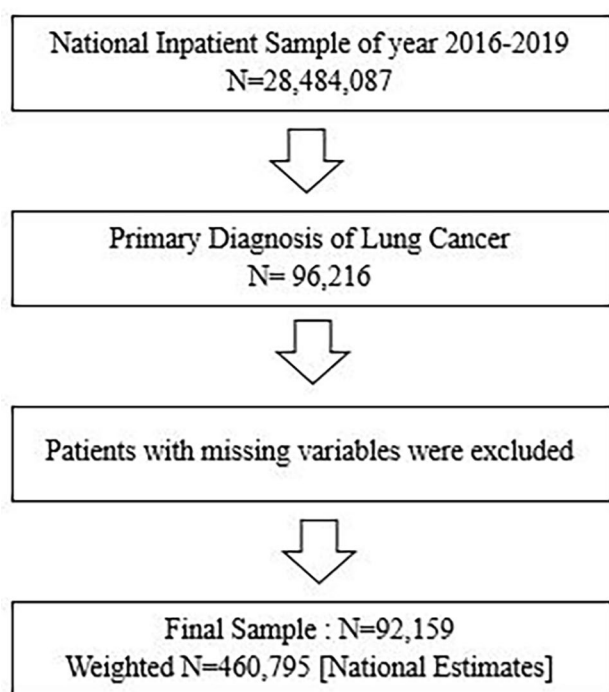 National Inpatient Sample of year 2016-2019
N=28,484,087
Primary Diagnosis of Lung Cancer
N= 96,216
Patients with missing variables were excluded
Final Sample : N=92,159
Weighted N=460,795 [National Estimates]